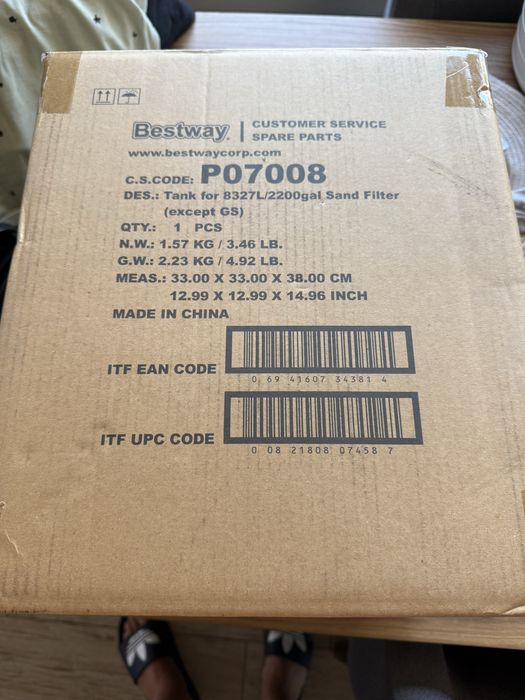 Bestway
CUSTOMER SERVICE
SPARE PARTS
www.bestwaycorp.com
C.S.CODE: P07008
DES.: Tank for 8327L/2200gal Sand Filter
(except GS)
QTY.: 1 PCS
N.W.: 1.57 KG / 3.46 LB.
G.W.: 2.23 KG / 4.92 LB.
MEAS.: 33.00 X 33.00 X 38.00 CM
12.99 X 12.99 X 14.96 INCH
MADE IN CHINA
ITF EAN CODE
0 69 41607 34381 4
ITF UPC CODE
0 08 21808 07458 7